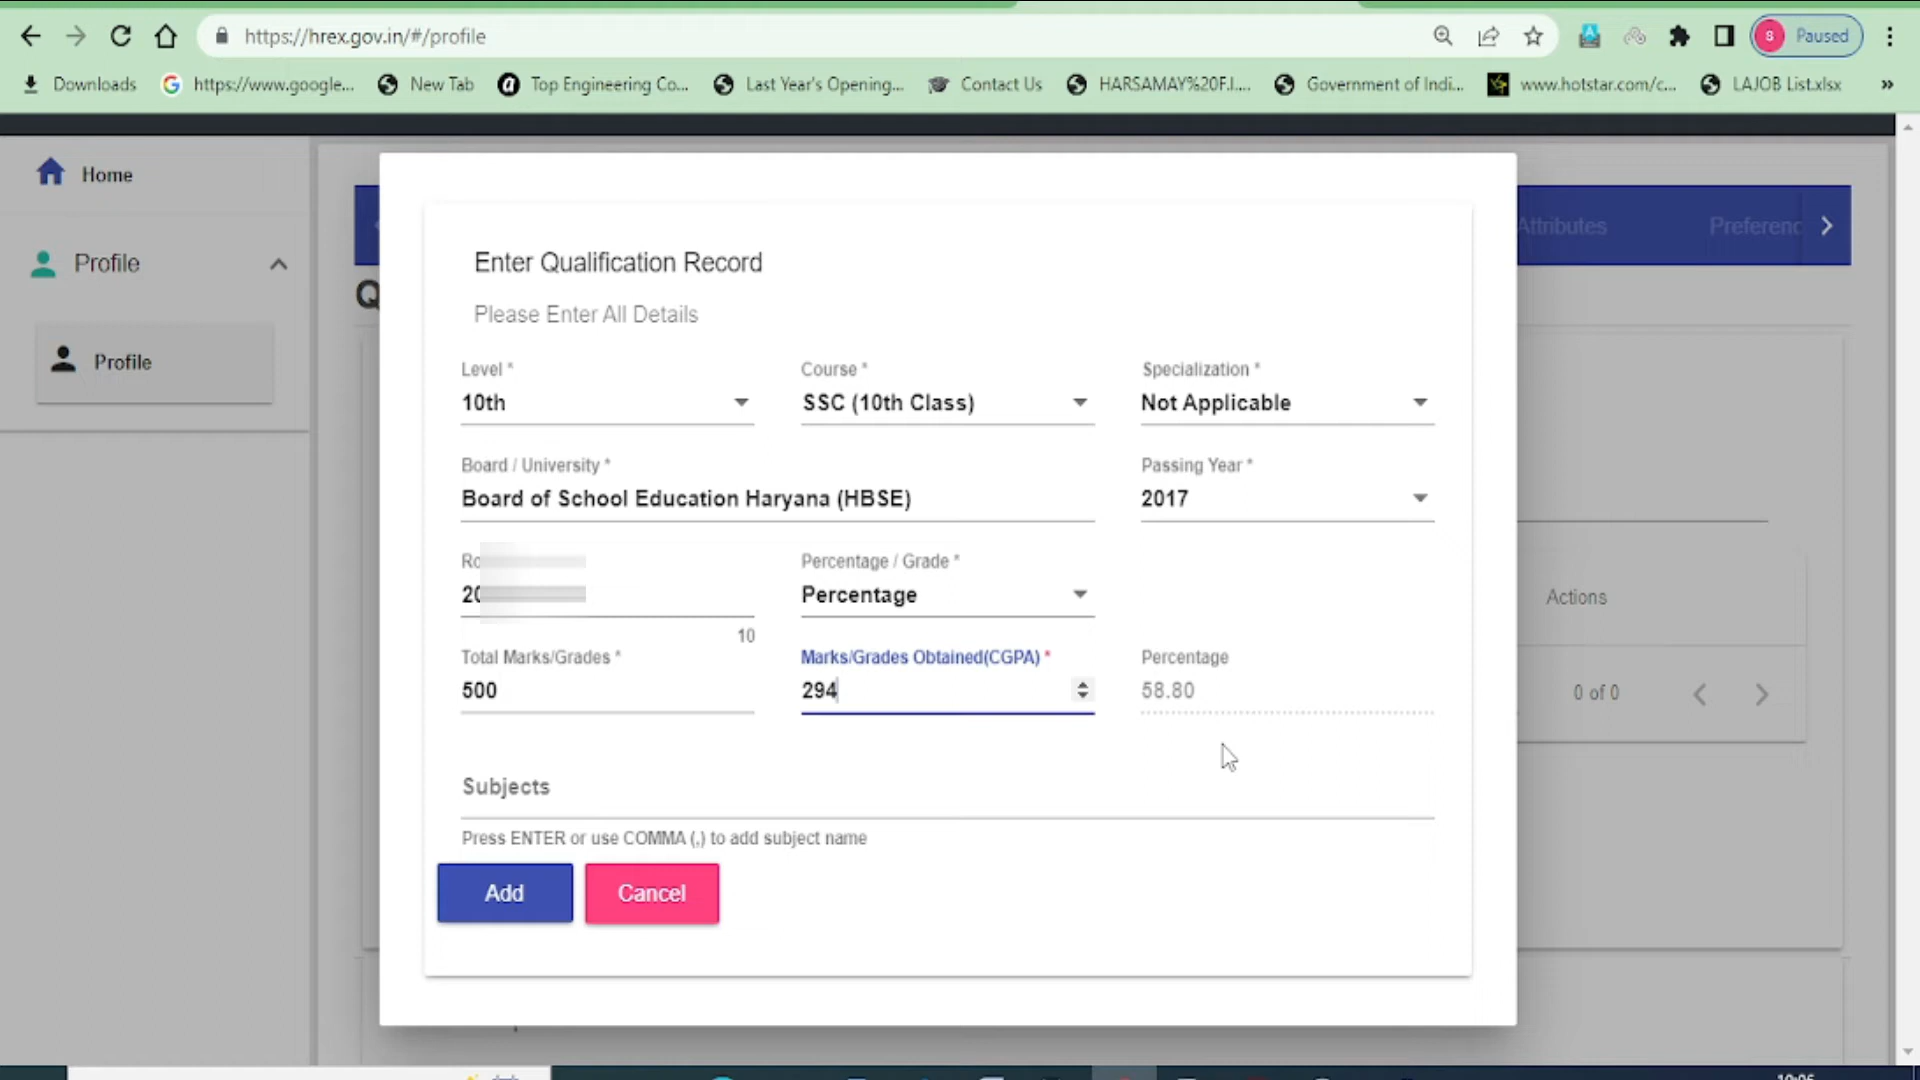 https://hrex.gov.in/#/profile
S Paused
Downloads https://www.google... New Tab Top Engineering Co... Last Year's Opening... Contact Us HARSAMAY%20F.I.... Government of Indi... www.hotstar.com/c... LAJOB List.xlsx »
Home
Profile
Profile
Attributes
Preferenc
Q
Enter Qualification Record
Please Enter All Details
Level * Course * Specialization *
10th SSC (10th Class) Not Applicable
Board / University * Passing Year *
Board of School Education Haryana (HBSE) 2017
Percentage / Grade *
Percentage
Actions
10
Total Marks/Grades * Marks/Grades Obtained(CGPA) * Percentage
500 294 58.80
0 of 0
Subjects
Press ENTER or use COMMA (,) to add subject name
Add Cancel